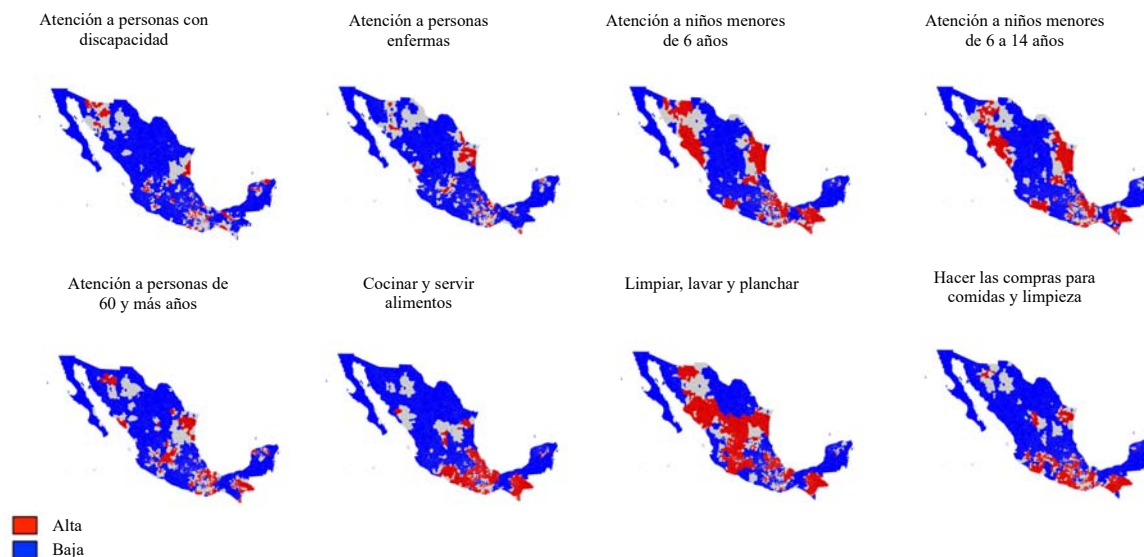 Atención a personas con
discapacidad
Atención a personas
enfermas
Atención a niños menores
de 6 años
Atención a niños menores
de 6 a 14 años
Atención a personas de
60 y más años
Cocinar y servir
alimentos
Limpiar, lavar y planchar
Hacer las compras para
comidas y limpieza
Alta
Baja